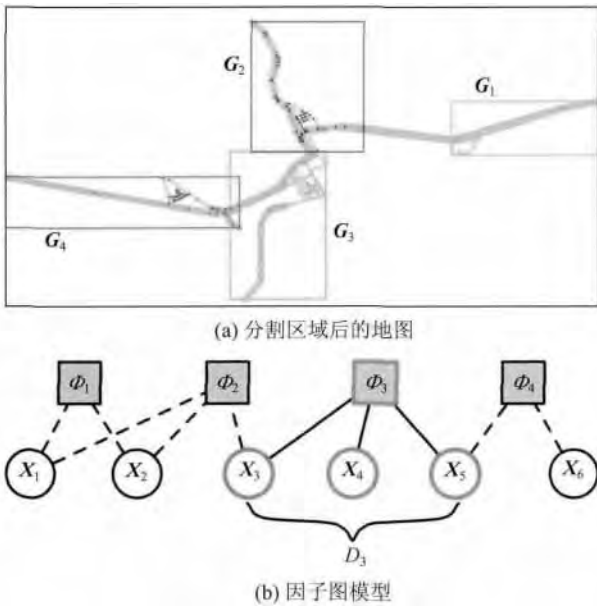 G₂
G₁
G₄
G₃
(a) 分割区域后的地图
Φ₁ Φ₂ Φ₃ Φ₄
X₁ X₂ X₃ X₄ X₅ X₆
D₃
(b) 因子图模型